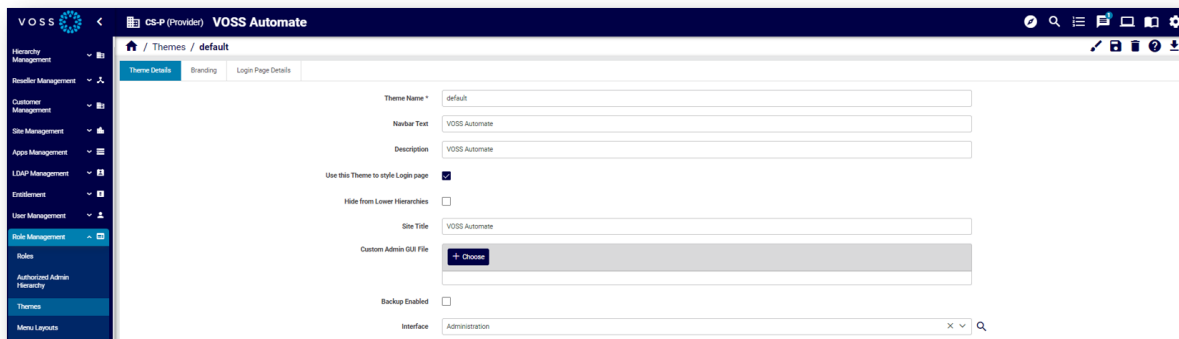 VOSS
CS-P (Provider) VOSS Automate
1
/ Themes / default
Hierarchy
Management
Reseller Management
Customer
Management
Site Management
Apps Management
LDAP Management
Entitlement
User Management
Role Management
Roles
Authorized Admin
Hierarchy
Themes
Menu Layouts
Theme Details Branding Login Page Details
Theme Name * default
Navbar Text VOSS Automate
Description VOSS Automate
Use this Theme to style Login page
Hide from Lower Hierarchies
Site Title VOSS Automate
Custom Admin GUI File
+ Choose
Backup Enabled
Interface Administration